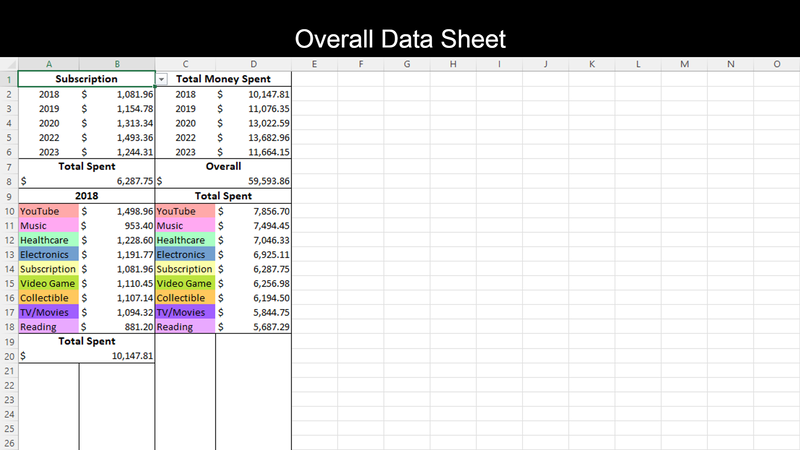 Overall Data Sheet
A B C D E F G H I J K L M N O
1 Subscription Total Money Spent
2 2018 $ 1,081.96 2018 $ 10,147.81
3 2019 $ 1,154.78 2019 $ 11,076.35
4 2020 $ 1,313.34 2020 $ 13,022.59
5 2022 $ 1,493.36 2022 $ 13,682.96
6 2023 $ 1,244.31 2023 $ 11,664.15
7 Total Spent Overall
8 $ 6,287.75 $ 59,593.86
9 2018 Total Spent
10 YouTube $ 1,498.96 YouTube $ 7,856.70
11 Music $ 953.40 Music $ 7,494.45
12 Healthcare $ 1,228.60 Healthcare $ 7,046.33
13 Electronics $ 1,191.77 Electronics $ 6,925.11
14 Subscription $ 1,081.96 Subscription $ 6,287.75
15 Video Game $ 1,110.45 Video Game $ 6,256.98
16 Collectible $ 1,107.14 Collectible $ 6,194.50
17 TV/Movies $ 1,094.32 TV/Movies $ 5,844.75
18 Reading $ 881.20 Reading $ 5,687.29
19 Total Spent
20 $ 10,147.81
21
22
23
24
25
26